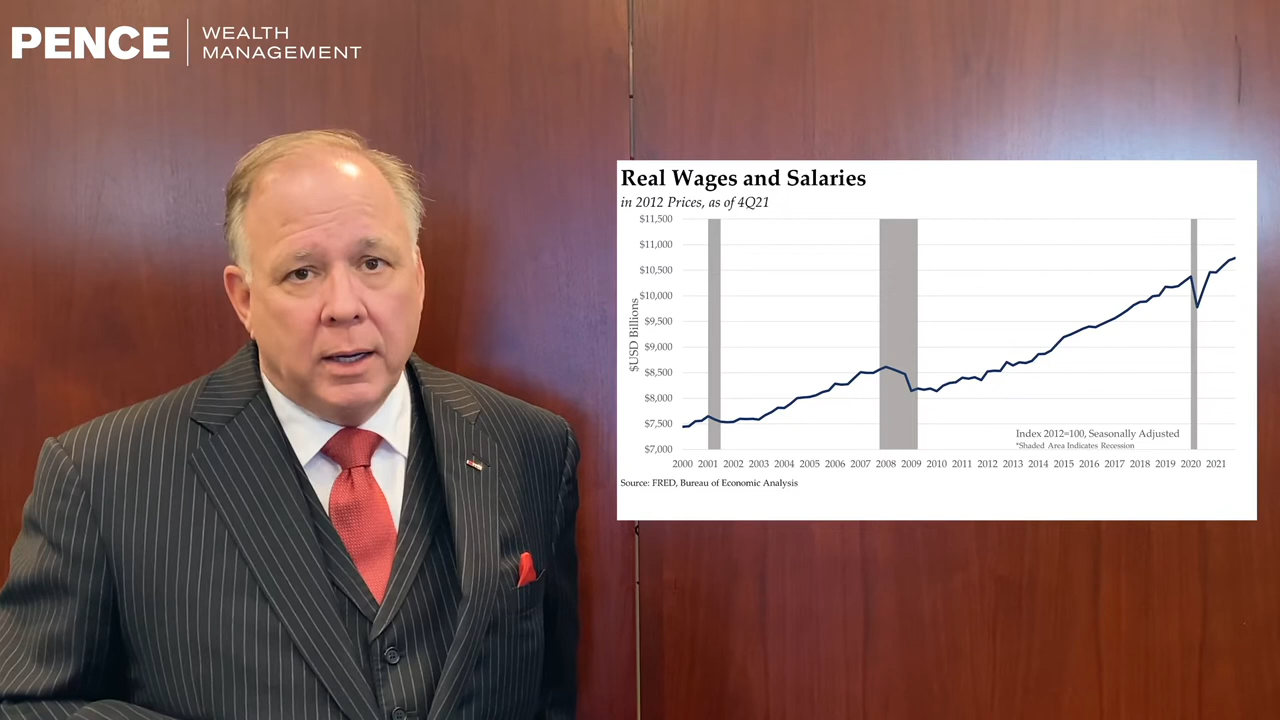 PENCE
WEALTH
MANAGEMENT
Real Wages and Salaries
in 2012 Prices, as of 4Q21
$USD Billions
$11,500
$11,000
$10,500
$10,000
$9,500
$9,000
$8,500
$8,000
$7,500
$7,000
Index 2012=100, Seasonally Adjusted
*Shaded Area Indicates Recession
2000 2001 2002 2003 2004 2005 2006 2007 2008 2009 2010 2011 2012 2013 2014 2015 2016 2017 2018 2019 2020 2021
Source: FRED, Bureau of Economic Analysis